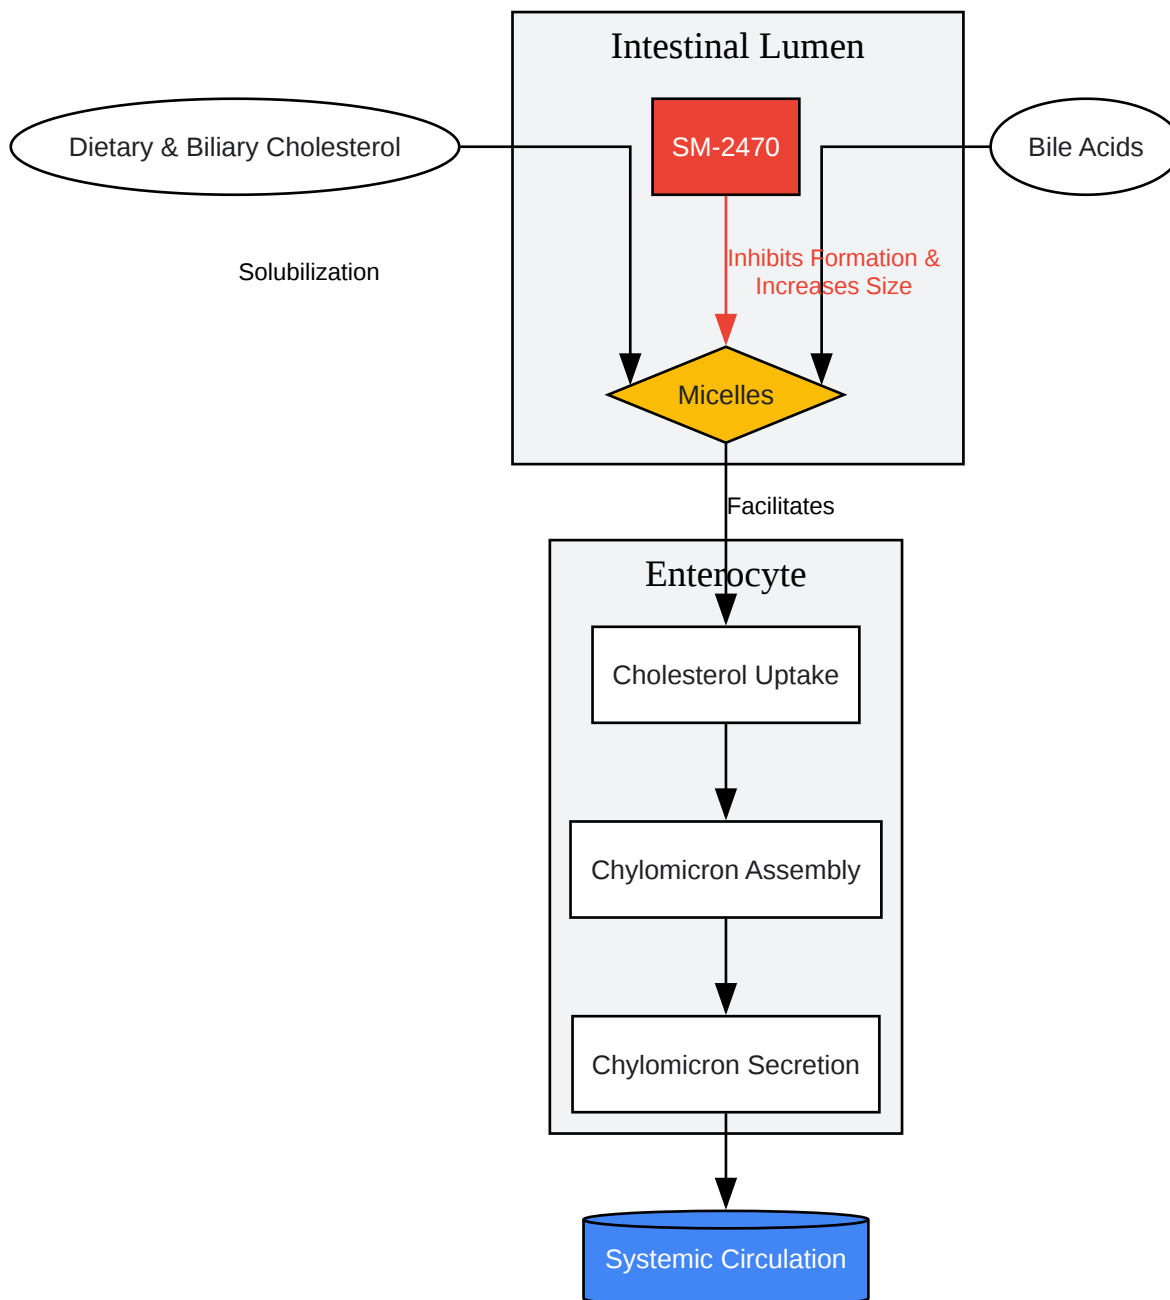 Intestinal Lumen
Dietary & Biliary Cholesterol
SM-2470
Bile Acids
Solubilization
Inhibits Formation &
Increases Size
Micelles
Facilitates
Enterocyte
Cholesterol Uptake
Chylomicron Assembly
Chylomicron Secretion
Systemic Circulation